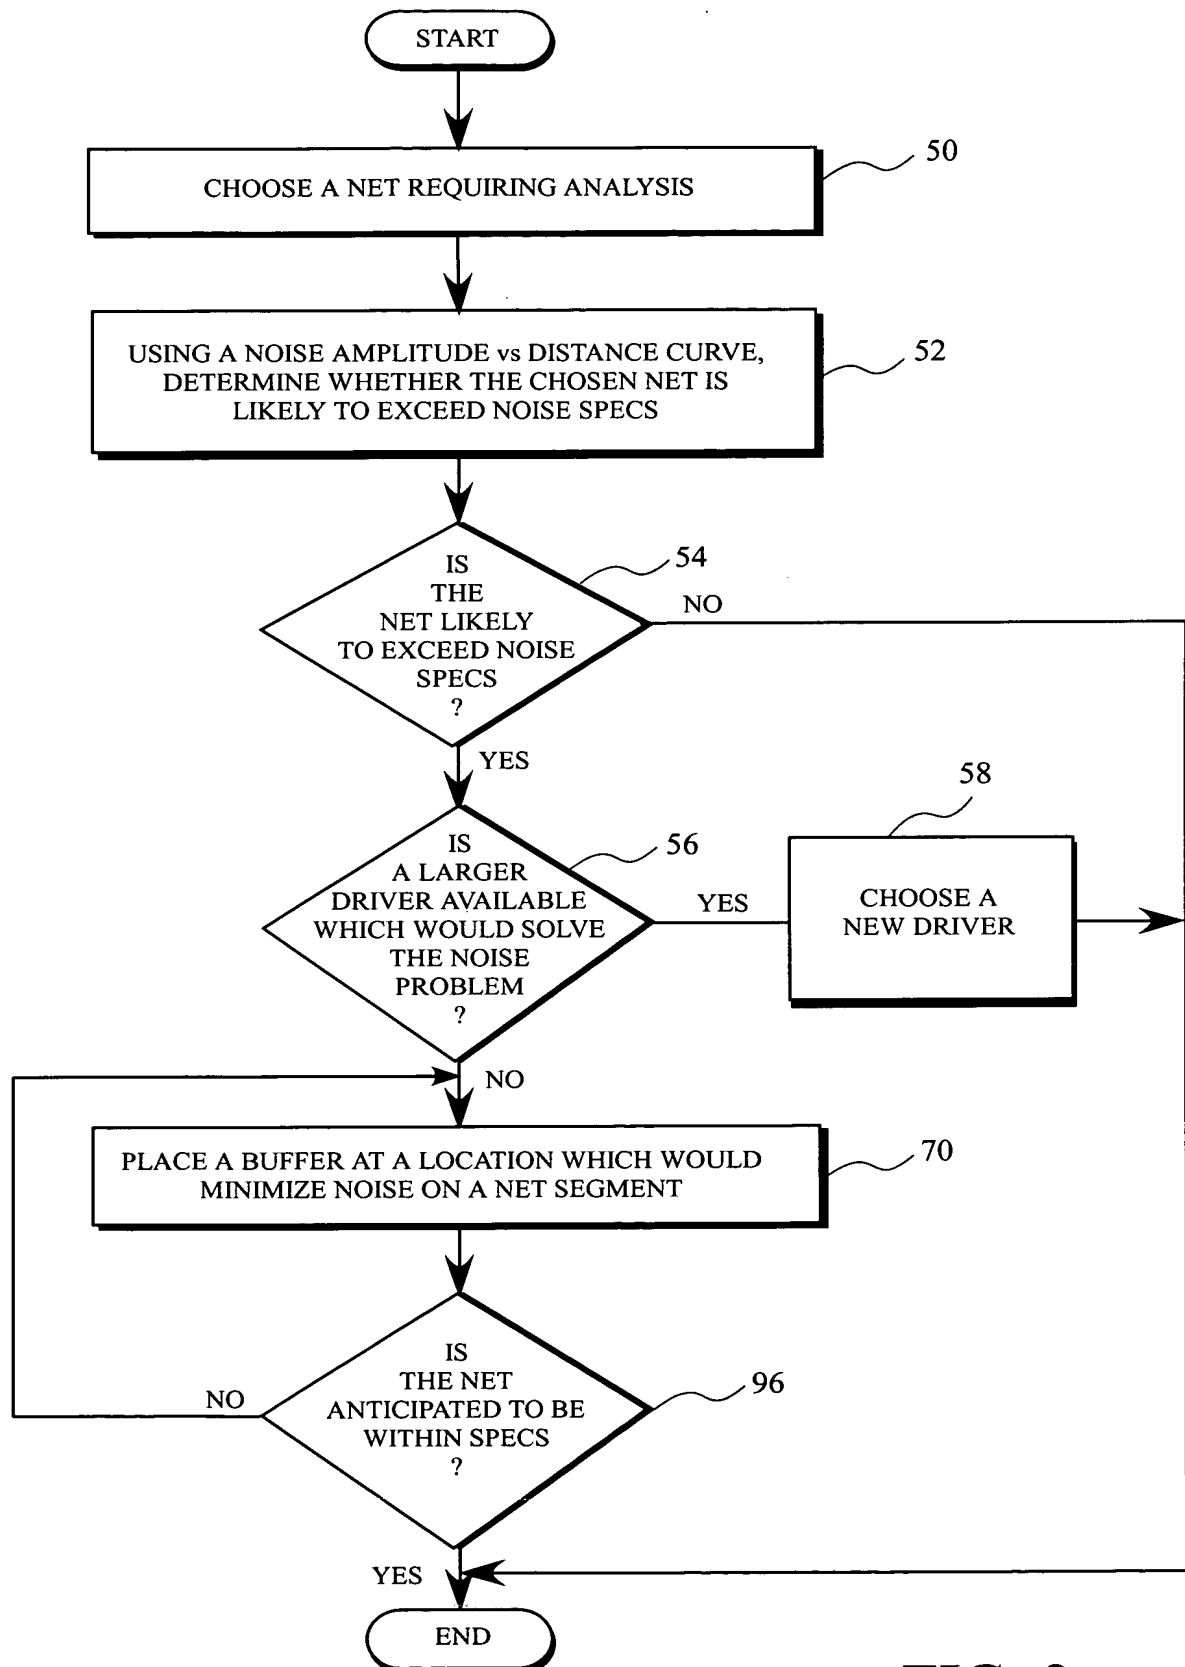 START
CHOOSE A NET REQUIRING ANALYSIS
50
USING A NOISE AMPLITUDE vs DISTANCE CURVE,
DETERMINE WHETHER THE CHOSEN NET IS
LIKELY TO EXCEED NOISE SPECS
52
IS
THE
NET LIKELY
TO EXCEED NOISE
SPECS
?
54
NO
YES
IS
A LARGER
DRIVER AVAILABLE
WHICH WOULD SOLVE
THE NOISE
PROBLEM
?
56
YES
58
CHOOSE A
NEW DRIVER
NO
PLACE A BUFFER AT A LOCATION WHICH WOULD
MINIMIZE NOISE ON A NET SEGMENT
70
IS
THE NET
ANTICIPATED TO BE
WITHIN SPECS
?
96
NO
YES
END